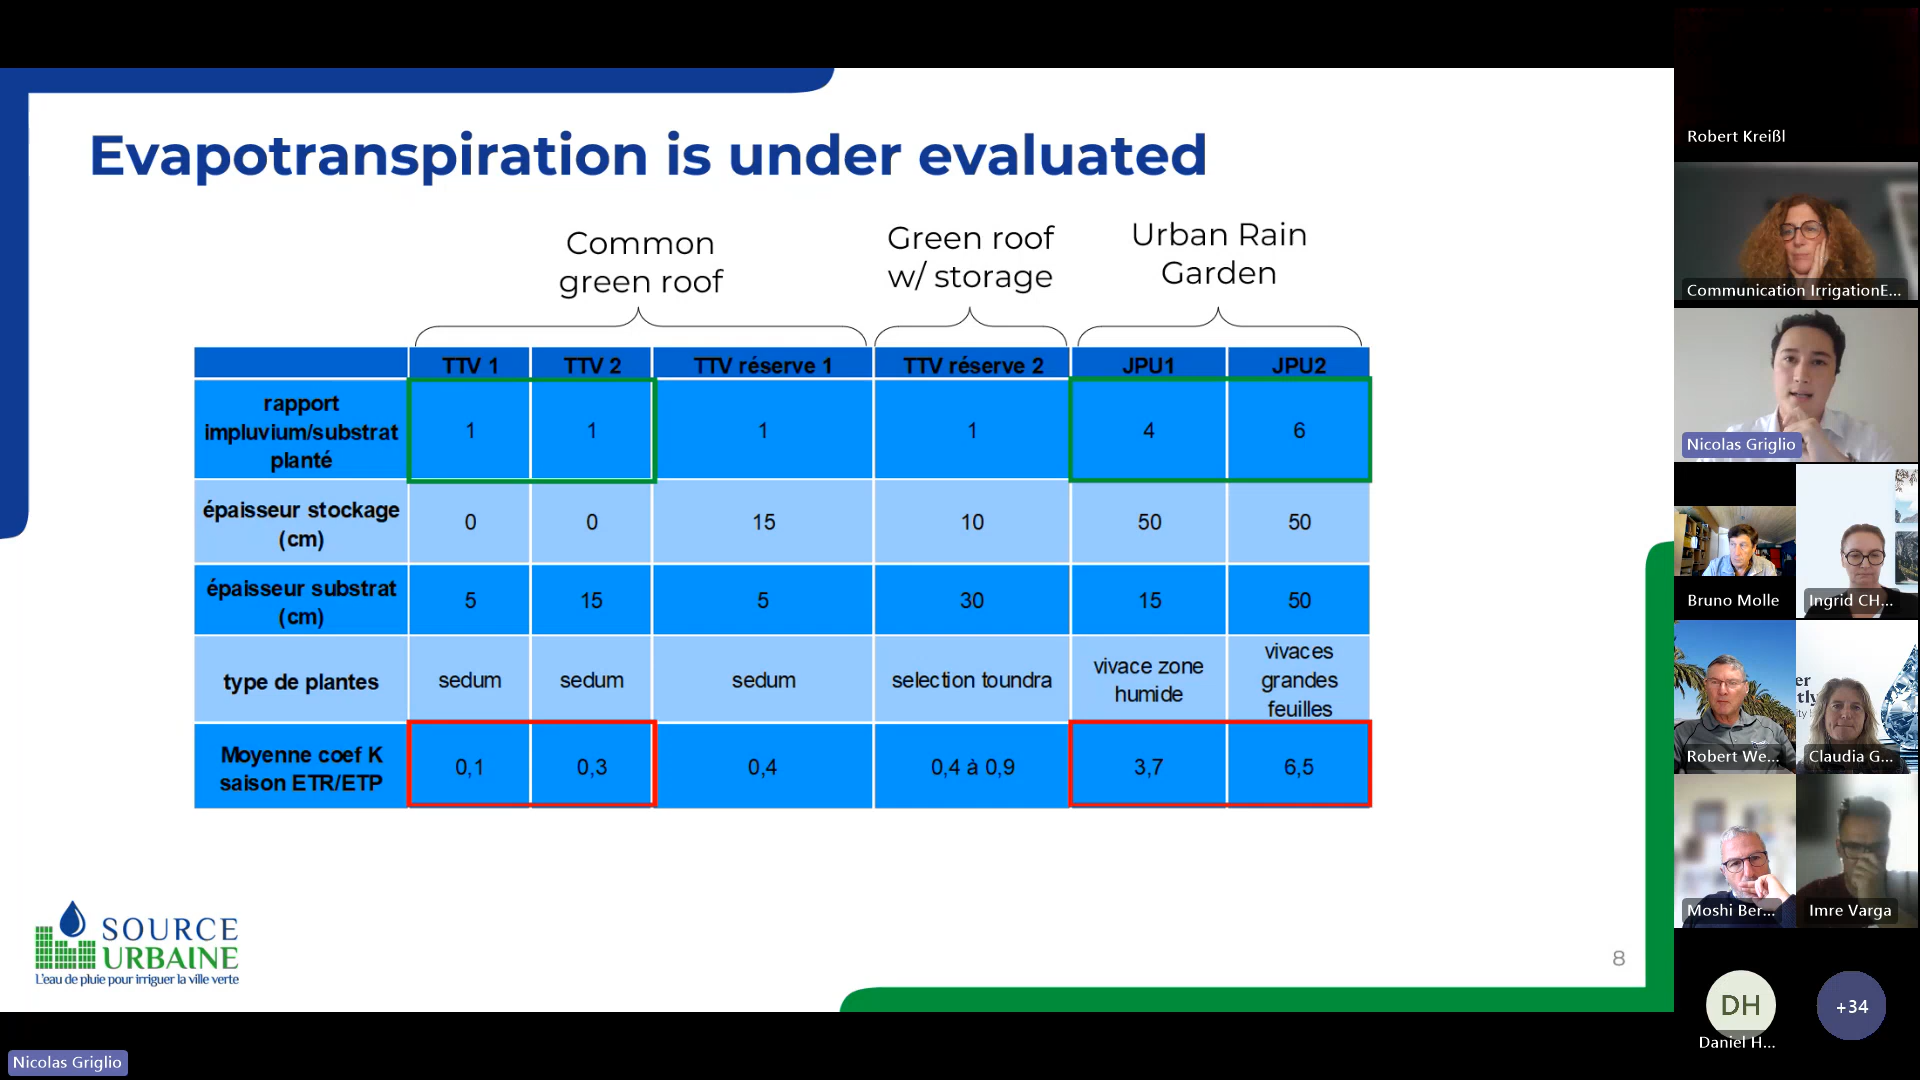 Evapotranspiration is under evaluated
Common
green roof
Green roof
w/ storage
Urban Rain
Garden
TTV 1
TTV 2
TTV réserve 1
TTV réserve 2
JPU1
JPU2
rapport
impluvium/substrat
planté
1
1
1
1
4
6
épaisseur stockage
(cm)
0
0
15
10
50
50
épaisseur substrat
(cm)
5
15
5
30
15
50
type de plantes
sedum
sedum
sedum
selection toundra
vivace zone
humide
vivaces
grandes
feuilles
Moyenne coef K
saison ETR/ETP
0,1
0,3
0,4
0,4 à 0,9
3,7
6,5
SOURCE
URBAINE
L'eau de pluie pour irriguer la ville verte
8
Nicolas Griglio
Robert Kreißl
Communication IrrigationE...
Nicolas Griglio
Bruno Molle
Ingrid CH...
Robert We...
Claudia G...
Moshi Ber...
Imre Varga
DH
Daniel H...
+34